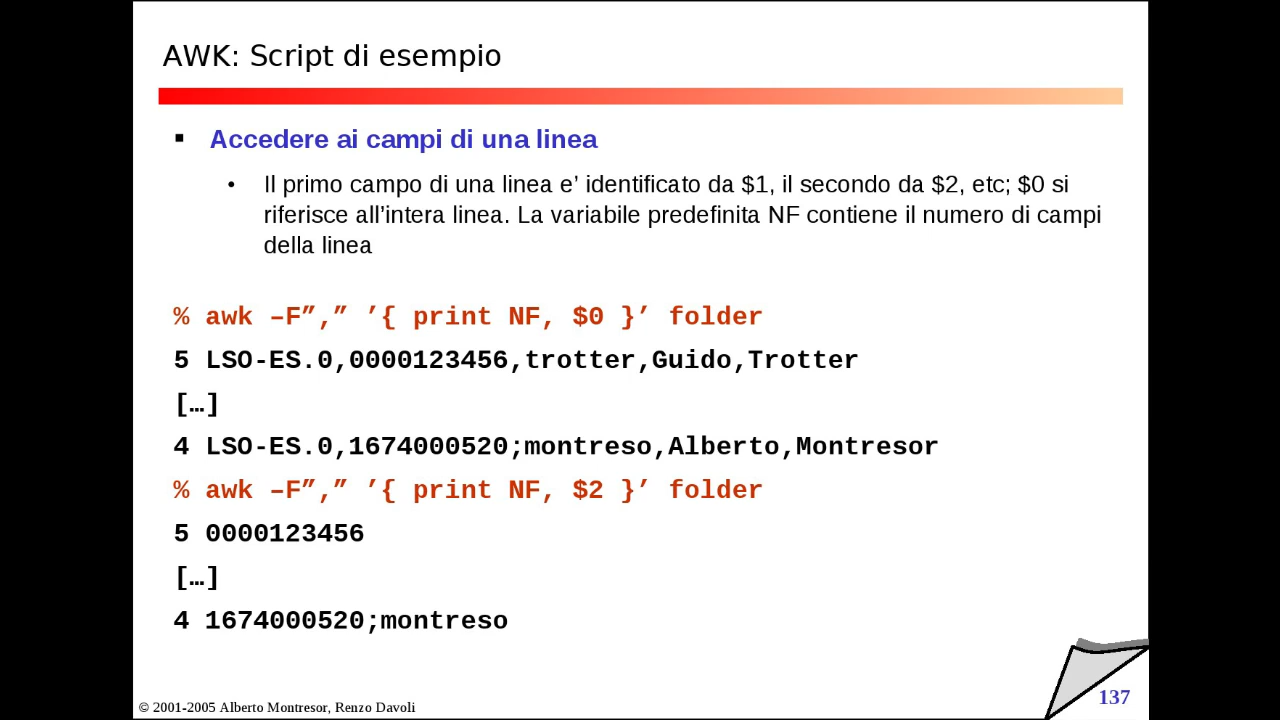 AWK: Script di esempio
▪ Accedere ai campi di una linea
• Il primo campo di una linea e’ identificato da $1, il secondo da $2, etc; $0 si
riferisce all’intera linea. La variabile predefinita NF contiene il numero di campi
della linea
% awk –F”,” ’{ print NF, $0 }’ folder
5 LSO-ES.0,0000123456,trotter,Guido,Trotter
[…]
4 LSO-ES.0,1674000520;montreso,Alberto,Montresor
% awk –F”,” ’{ print NF, $2 }’ folder
5 0000123456
[…]
4 1674000520;montreso
© 2001-2005 Alberto Montresor, Renzo Davoli
137